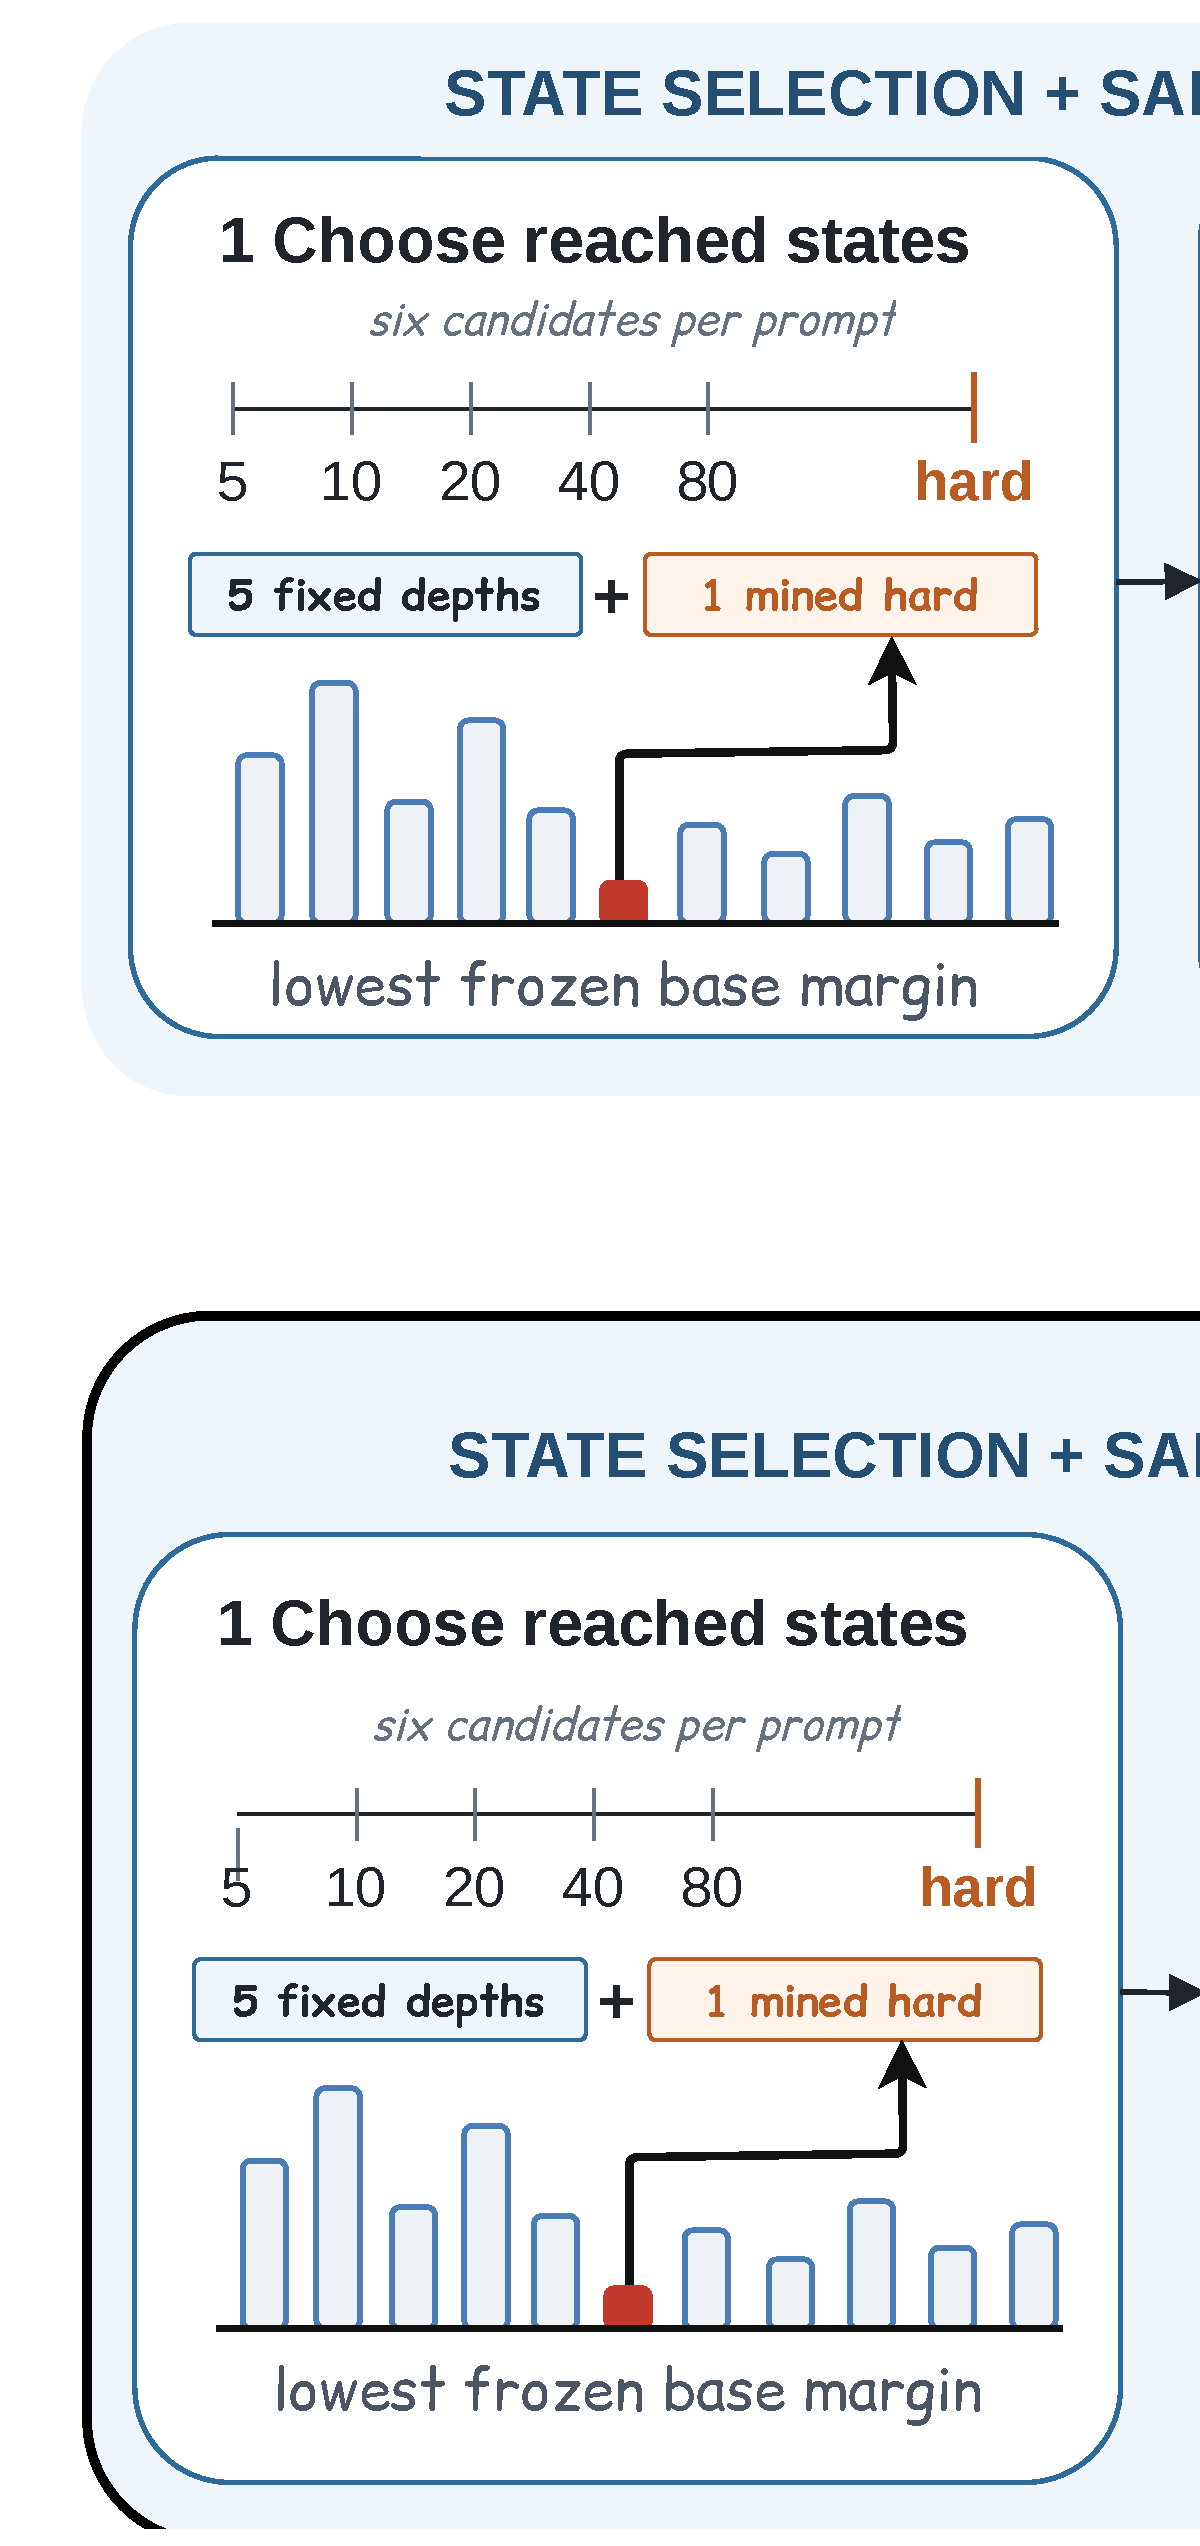 STATE SELECTION +
1 Choose reached states
six candidates per prompt
5 10 20 40 80 hard
5 fixed depths + 1 mined hard
lowest frozen base margin
STATE SELECTION +
1 Choose reached states
six candidates per prompt
5 10 20 40 80 hard
5 fixed depths + 1 mined hard
lowest frozen base margin